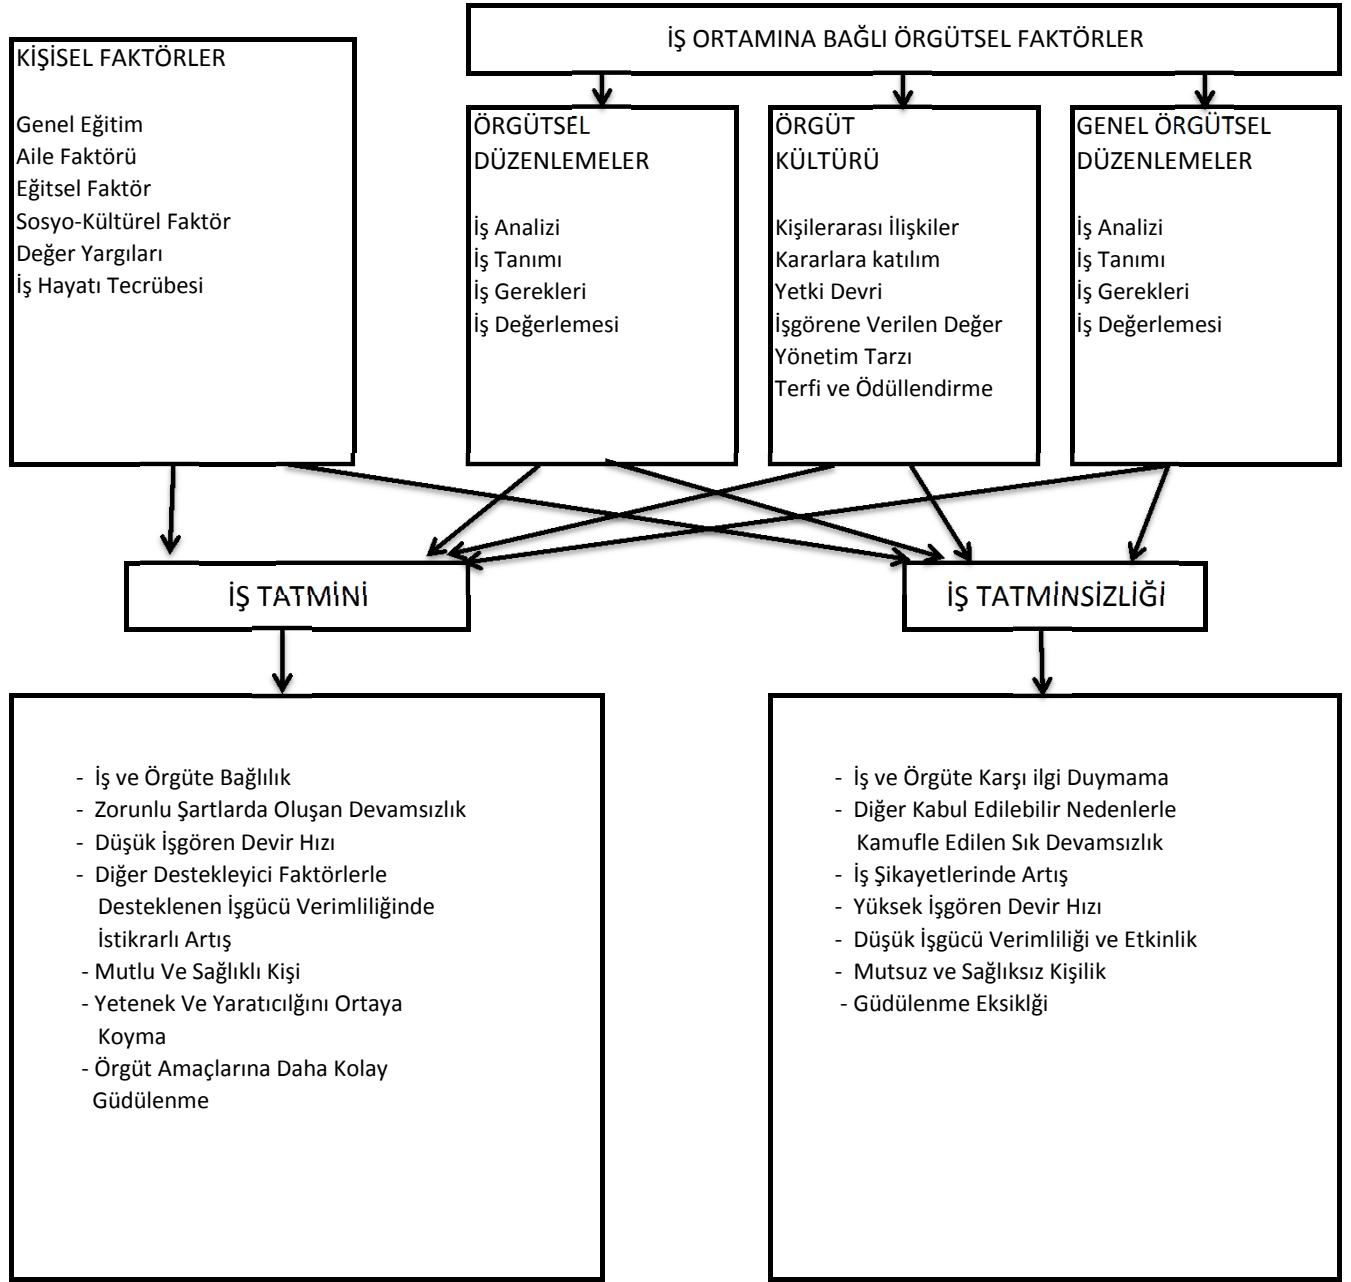 İŞ ORTAMINA BAĞLI ÖRGÜTSEL FAKTÖRLER
KİŞİSEL FAKTÖRLER
Genel Eğitim
Aile Faktörü
Eğitsel Faktör
Sosyo-Kültürel Faktör
Değer Yargıları
İş Hayatı Tecrübesi
ÖRGÜTSEL
DÜZENLEMELER
İş Analizi
İş Tanımı
İş Gerekleri
İş Değerlemesi
ÖRGÜT
KÜLTÜRÜ
Kişilerarası İlişkiler
Kararlara katılım
Yetki Devri
İşgörene Verilen Değer
Yönetim Tarzı
Terfi ve Ödüllendirme
GENEL ÖRGÜTSEL
DÜZENLEMELER
İş Analizi
İş Tanımı
İş Gerekleri
İş Değerlemesi
İŞ TATMİNİ
İŞ TATMİNSİZLİĞİ
- İş ve Örgüte Bağlılık
- Zorunlu Şartlarda Oluşan Devamsızlık
- Düşük İşgören Devir Hızı
- Diğer Destekleyici Faktörlerle
Desteklenen İşgücü Verimliliğinde
İstikrarlı Artış
- Mutlu Ve Sağlıklı Kişi
- Yetenek Ve Yaratıcılğını Ortaya
Koyma
- Örgüt Amaçlarına Daha Kolay
Güdülenme
- İş ve Örgüte Karşı ilgi Duymama
- Diğer Kabul Edilebilir Nedenlerle
Kamufle Edilen Sık Devamsızlık
- İş Şikayetlerinde Artış
- Yüksek İşgören Devir Hızı
- Düşük İşgücü Verimliliği ve Etkinlik
- Mutsuz ve Sağlıksız Kişilik
- Güdülenme Eksiklği